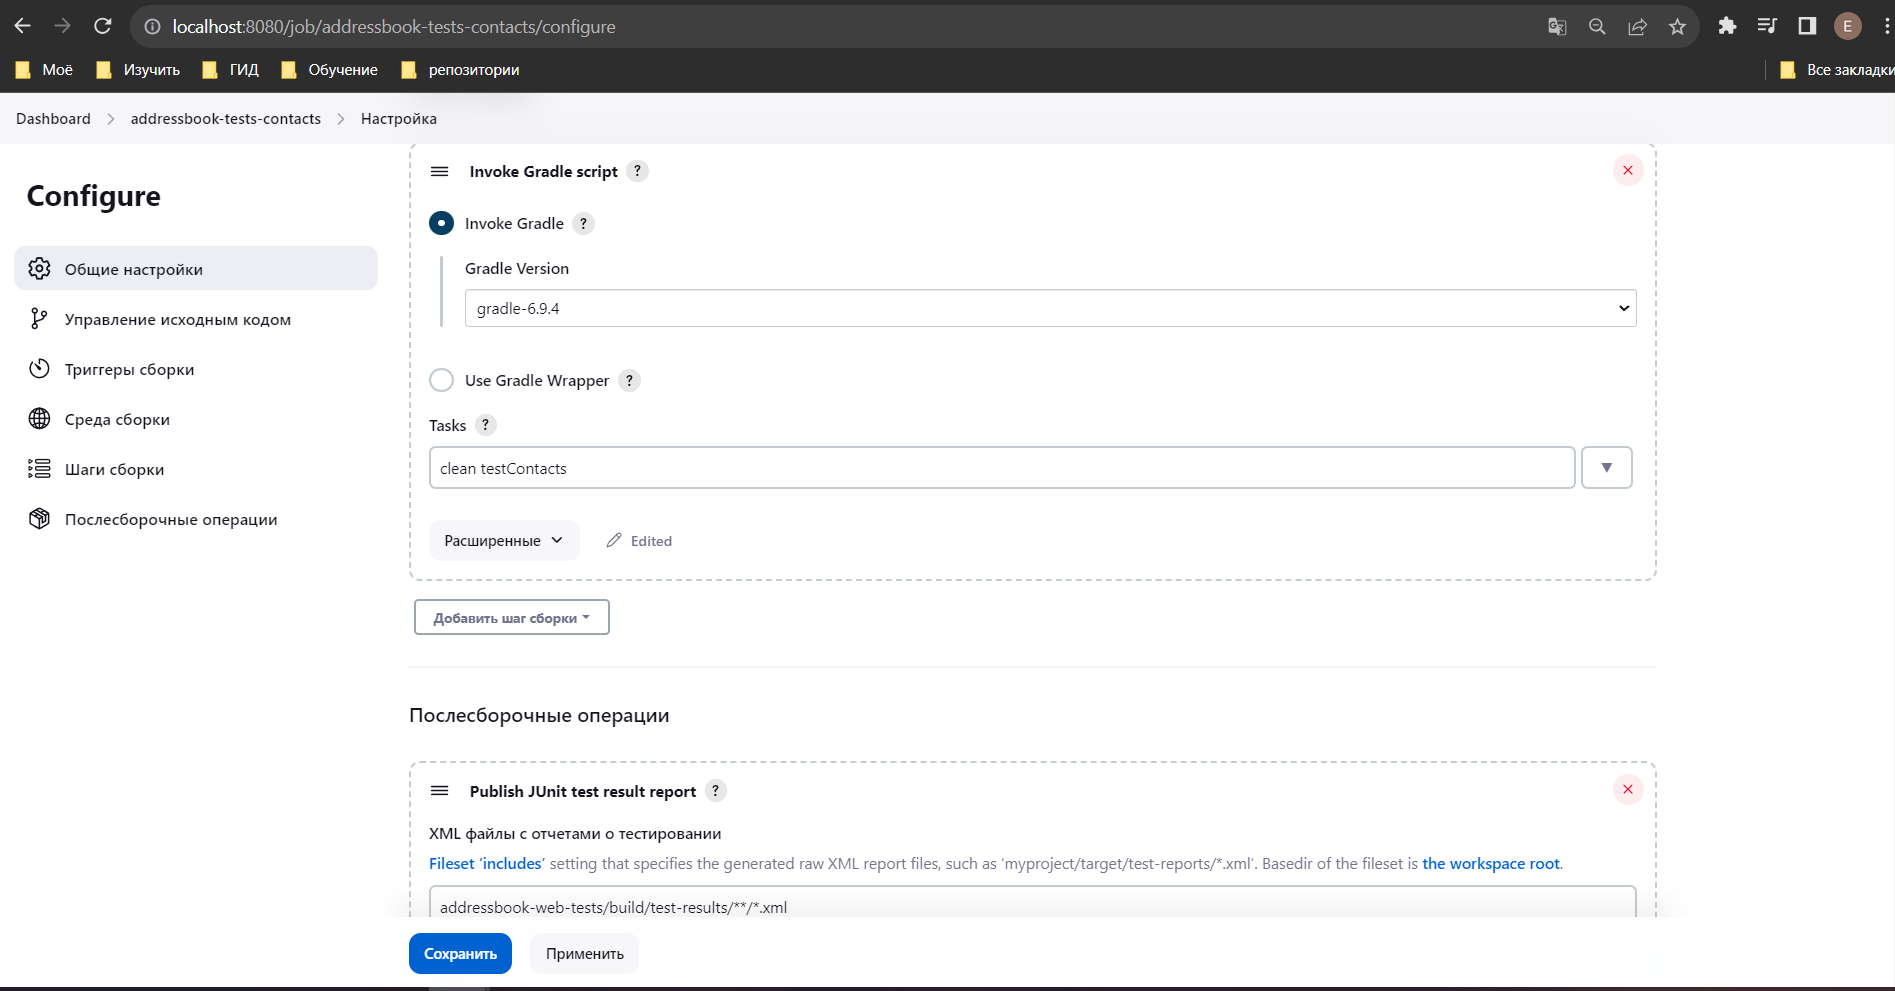 localhost:8080/job/addressbook-tests-contacts/configure
E
Моё
Изучить
ГИД
Обучение
репозитории
Все закладки
Dashboard
addressbook-tests-contacts
Настройка
Configure
Общие настройки
Управление исходным кодом
Триггеры сборки
Среда сборки
Шаги сборки
Послесборочные операции
Invoke Gradle script ?
Invoke Gradle ?
Gradle Version
gradle-6.9.4
Use Gradle Wrapper ?
Tasks ?
clean testContacts
Расширенные
Edited
Добавить шаг сборки
Послесборочные операции
Publish JUnit test result report ?
XML файлы с отчетами о тестировании
Fileset ‘includes’ setting that specifies the generated raw XML report files, such as ‘myproject/target/test-reports/*.xml’. Basedir of the fileset is the workspace root.
addressbook-web-tests/build/test-results/**/*.xml
Сохранить
Применить